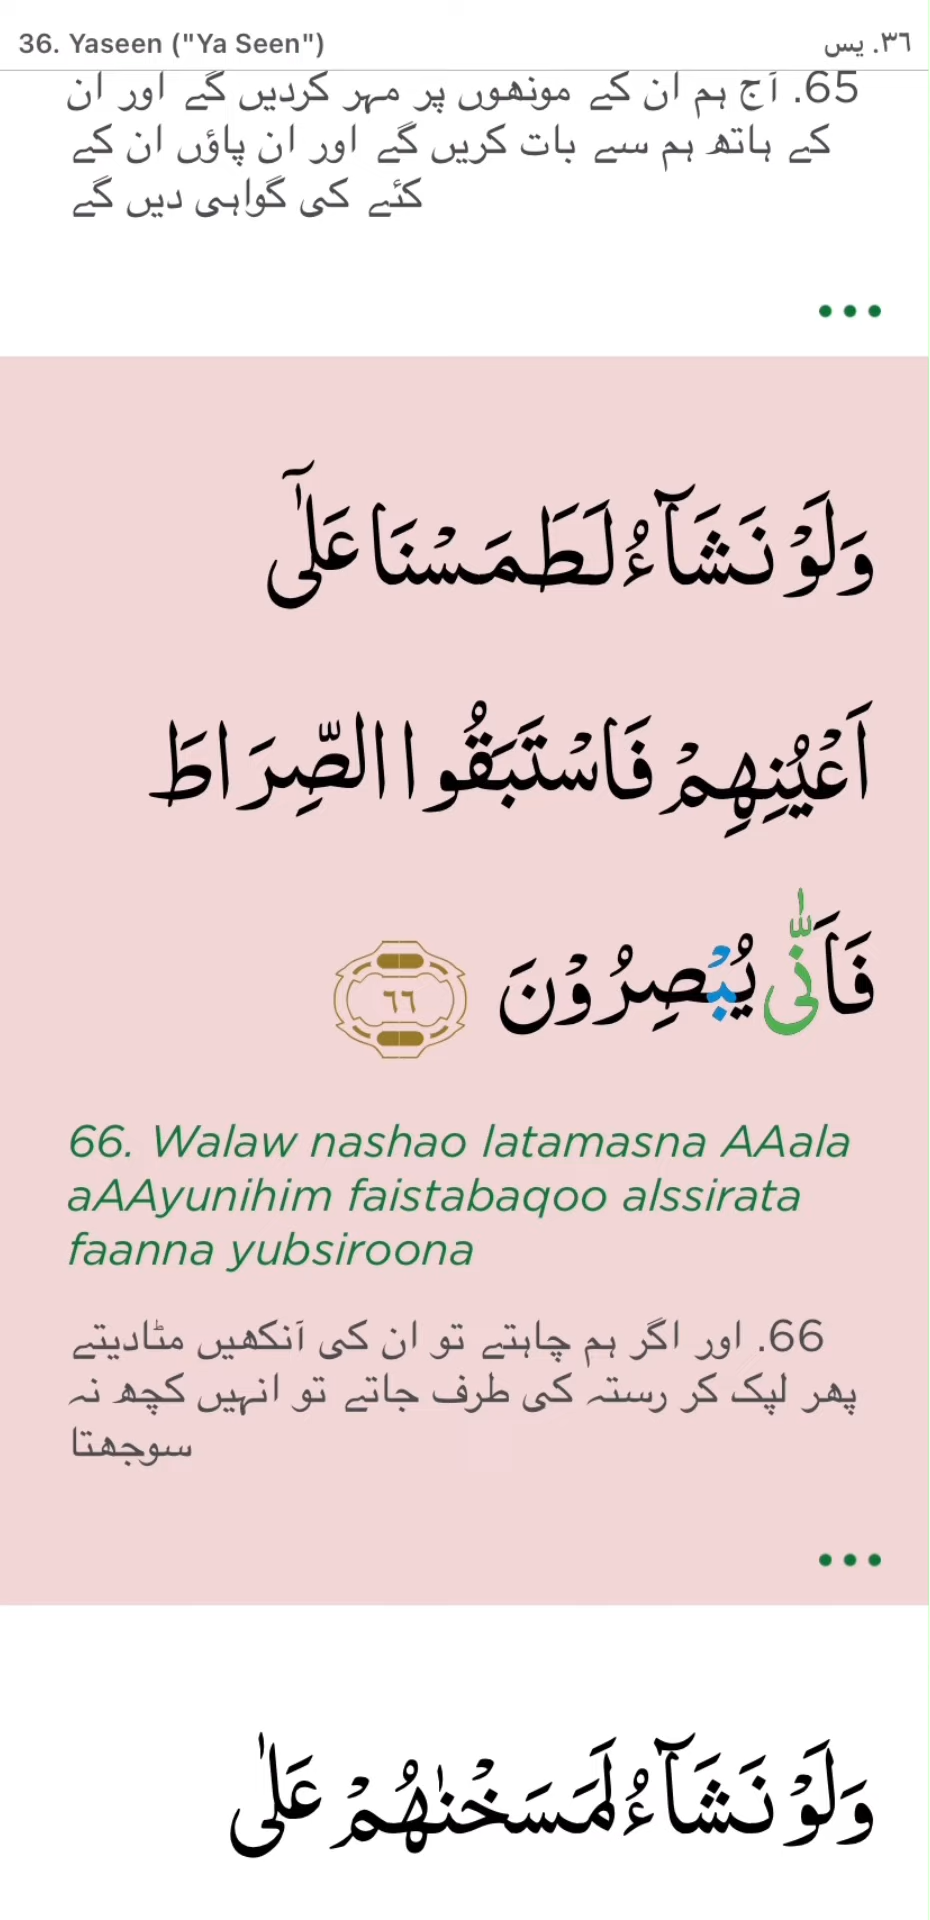 36. Yaseen ("Ya Seen")
٣٦. يس
65. آج ہم ان کے مونھوں پر مہر کردیں گے اور ان
کے ہاتھ ہم سے بات کریں گے اور ان پاؤں ان کے
کئے کی گواہی دیں گے
وَلَوْ نَشَآءُ لَطَمَسْنَا عَلٰٓى
اَعْيُنِهِمْ فَاسْتَبَقُوا الصِّرَاطَ
فَاَنّٰى يُبْصِرُوْنَ ٦٦
66. Walaw nashao latamasna AAala
aAAyunihim faistabaqoo alssirata
faanna yubsiroona
66. اور اگر ہم چاہتے تو ان کی آنکھیں مٹادیتے
پھر لپک کر رستہ کی طرف جاتے تو انہیں کچھ نہ
سوجھتا
وَلَوْ نَشَآءُ لَمَسَخْنٰهُمْ عَلٰى